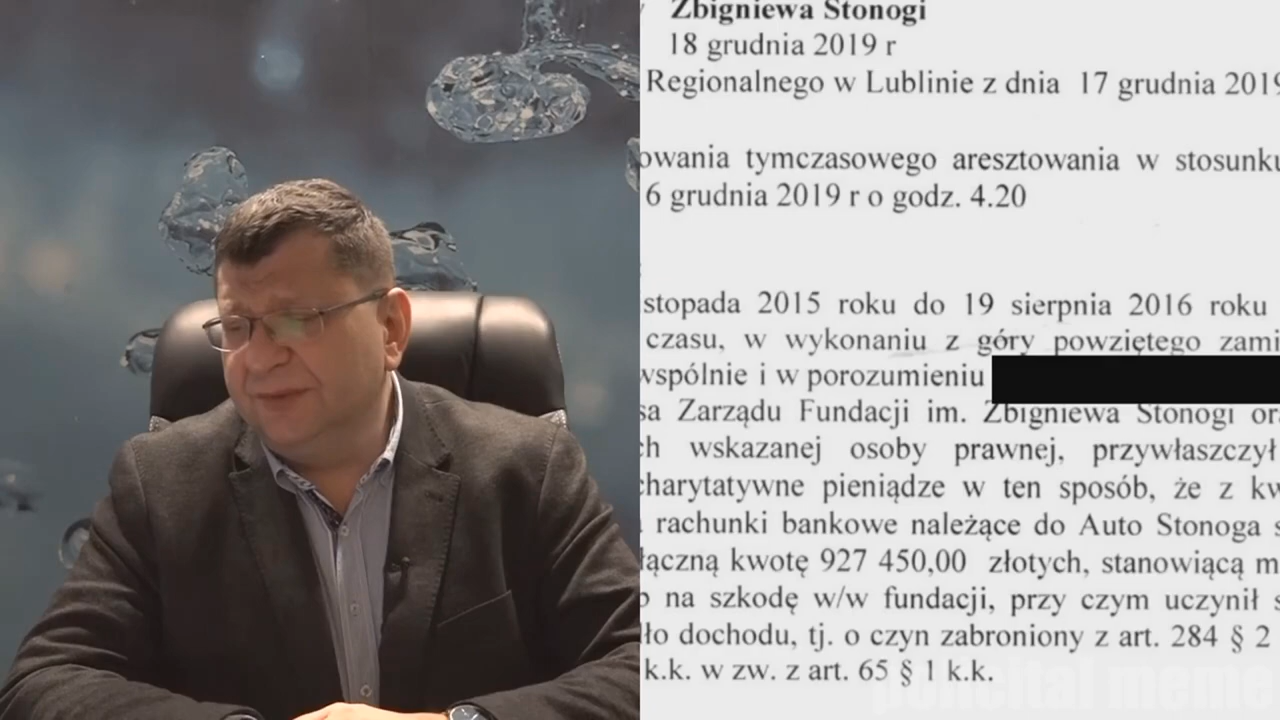 Zbigniewa Stonogi
18 grudnia 2019 r
Regionalnego w Lublinie z dnia 17 grudnia 2019
owania tymczasowego aresztowania w stosunku
6 grudnia 2019 r o godz. 4.20
stopada 2015 roku do 19 sierpnia 2016 roku
czasu, w wykonaniu z góry powziętego zami
wspólnie i w porozumieniu
sa Zarządu Fundacji im. Zbigniewa Stonogi ora
ch wskazanej osoby prawnej, przywłaszczył
charytatywne pieniądze w ten sposób, że z kw
rachunki bankowe należące do Auto Stonoga s
łączną kwotę 927 450,00 złotych, stanowiącą m
o na szkodę w/w fundacji, przy czym uczynił s
ło dochodu, tj. o czyn zabroniony z art. 284 § 2
k.k. w zw. z art. 65 § 1 k.k.